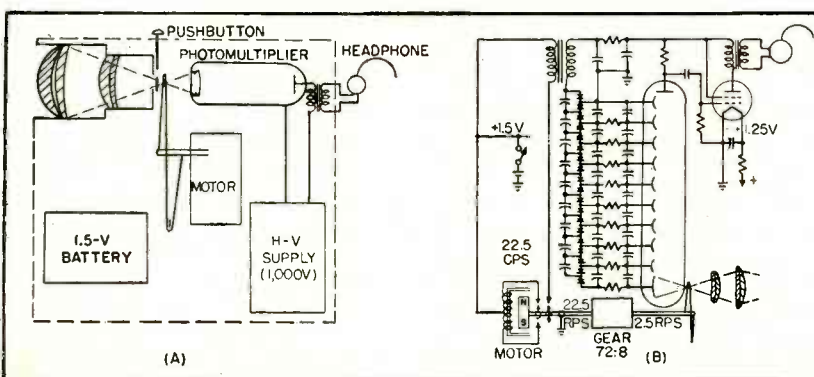 PUSHBUTTON
PHOTOMULTIPLIER
HEADPHONE
MOTOR
1.5-V
BATTERY
H-V
SUPPLY
(1,000V)
(A)
+1.5V
1.25V
+
22.5
CPS
N
S
MOTOR
22.5
RPS
GEAR
72:8
2.5RPS
(B)